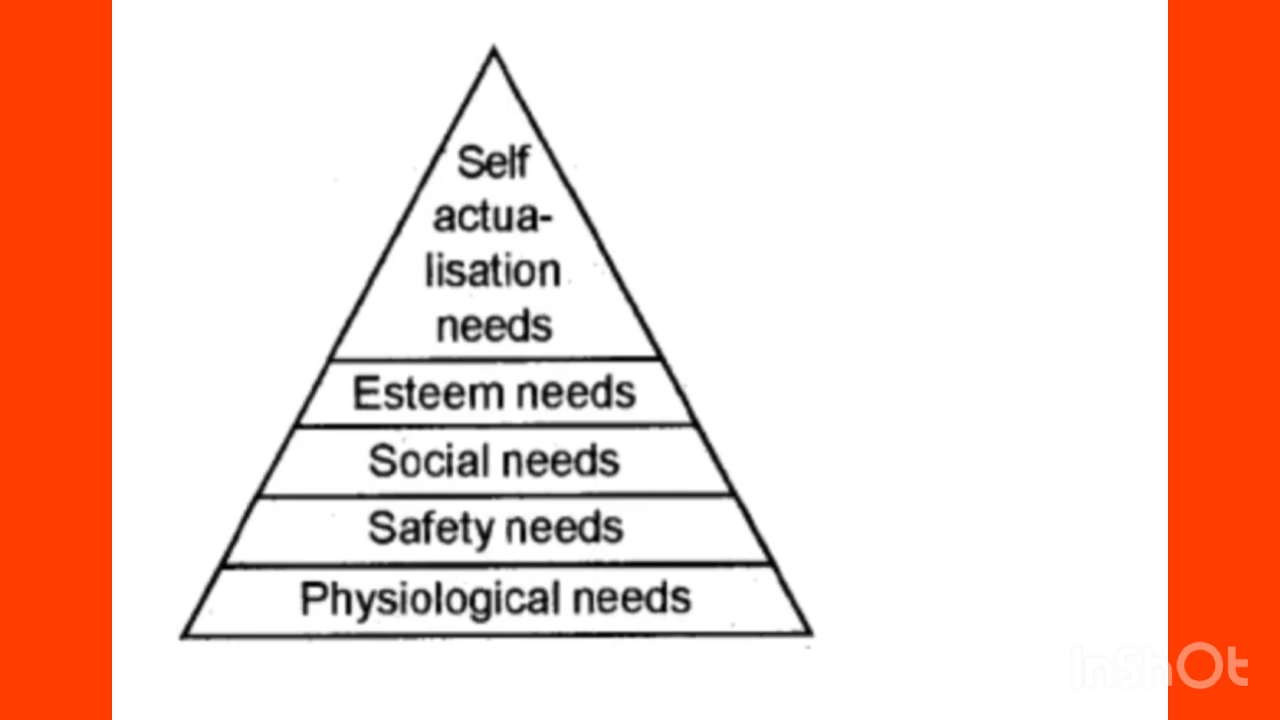 Self
actua-
lisation
needs
Esteem needs
Social needs
Safety needs
Physiological needs
InShOt